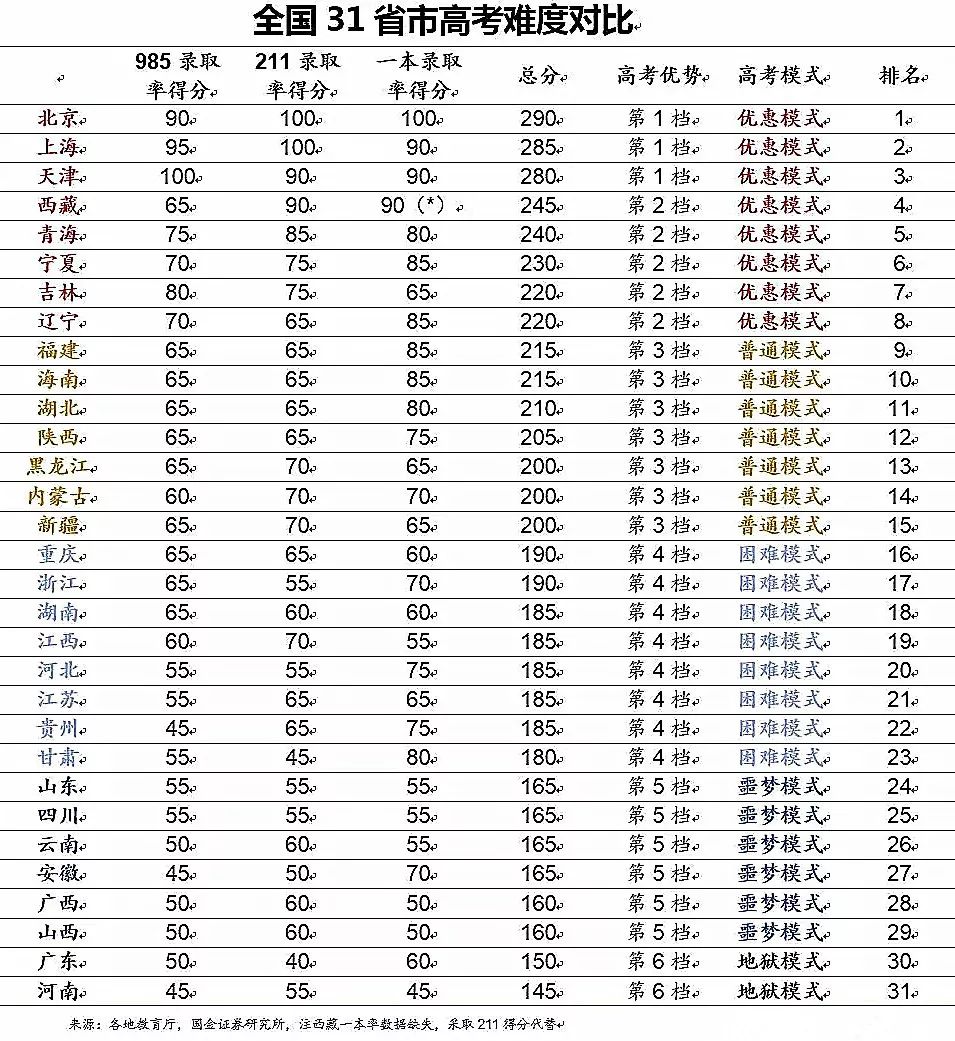 全国 31 省市高考难度对比
985 录取率得分 211 录取率得分 一本录取率得分 总分 高考优势 高考模式 排名
北京 90 100 100 290 第 1 档 优惠模式 1
上海 95 100 90 285 第 1 档 优惠模式 2
天津 100 90 90 280 第 1 档 优惠模式 3
西藏 65 90 90（*） 245 第 2 档 优惠模式 4
青海 75 85 80 240 第 2 档 优惠模式 5
宁夏 70 75 85 230 第 2 档 优惠模式 6
吉林 80 75 65 220 第 2 档 优惠模式 7
辽宁 70 65 85 220 第 2 档 优惠模式 8
福建 65 65 85 215 第 3 档 普通模式 9
海南 65 65 85 215 第 3 档 普通模式 10
湖北 65 65 80 210 第 3 档 普通模式 11
陕西 65 65 75 205 第 3 档 普通模式 12
黑龙江 65 70 65 200 第 3 档 普通模式 13
内蒙古 60 70 70 200 第 3 档 普通模式 14
新疆 65 70 65 200 第 3 档 普通模式 15
重庆 65 65 60 190 第 4 档 困难模式 16
浙江 65 55 70 190 第 4 档 困难模式 17
湖南 65 60 60 185 第 4 档 困难模式 18
江西 60 70 55 185 第 4 档 困难模式 19
河北 55 55 75 185 第 4 档 困难模式 20
江苏 55 65 65 185 第 4 档 困难模式 21
贵州 45 65 75 185 第 4 档 困难模式 22
甘肃 55 45 80 180 第 4 档 困难模式 23
山东 55 55 55 165 第 5 档 噩梦模式 24
四川 55 55 55 165 第 5 档 噩梦模式 25
云南 50 60 55 165 第 5 档 噩梦模式 26
安徽 45 50 70 165 第 5 档 噩梦模式 27
广西 50 60 50 160 第 5 档 噩梦模式 28
山西 50 60 50 160 第 5 档 噩梦模式 29
广东 50 40 60 150 第 6 档 地狱模式 30
河南 45 55 45 145 第 6 档 地狱模式 31
来源：各地教育厅，国金证券研究所，注西藏一本率数据缺失，采取 211 得分代替